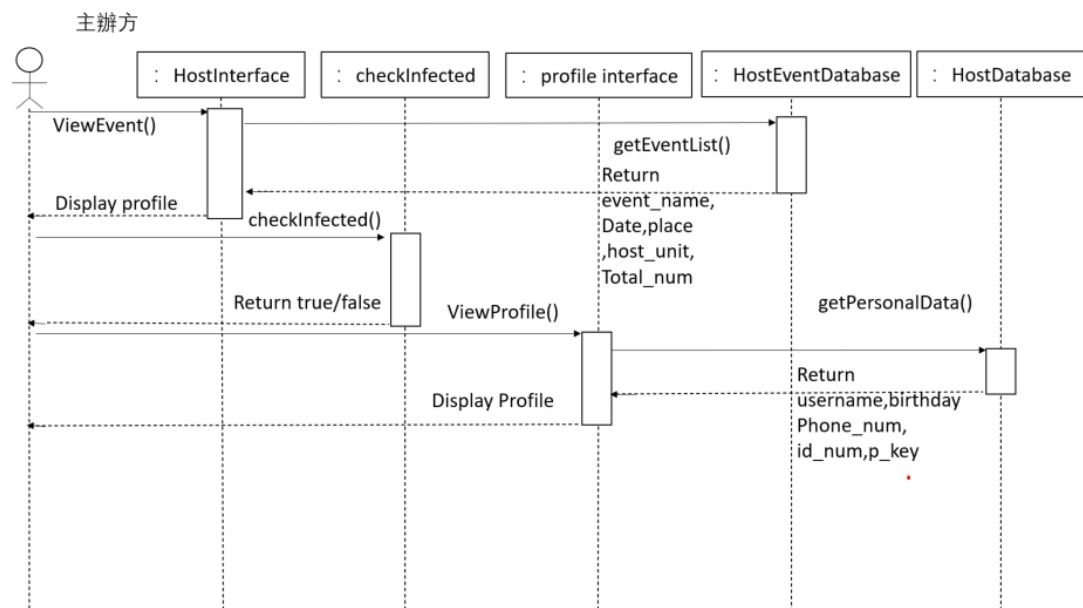 主辦方
: HostInterface
: checkInfected
: profile interface
: HostEventDatabase
: HostDatabase
ViewEvent()
getEventList()
Return
event_name,
Date,place
,host_unit,
Total_num
Display profile
checkInfected()
Return true/false
ViewProfile()
getPersonalData()
Return
username,birthday
Phone_num,
id_num,p_key
Display Profile